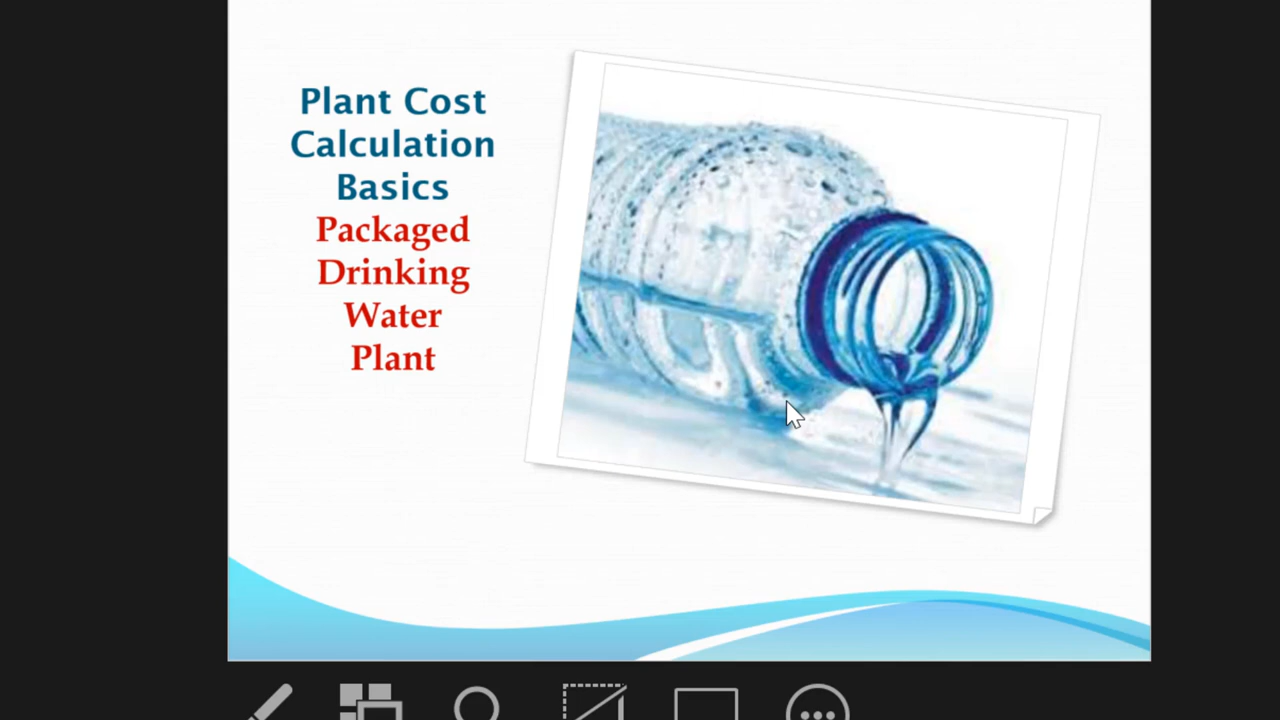 Plant Cost
Calculation
Basics
Packaged
Drinking
Water
Plant